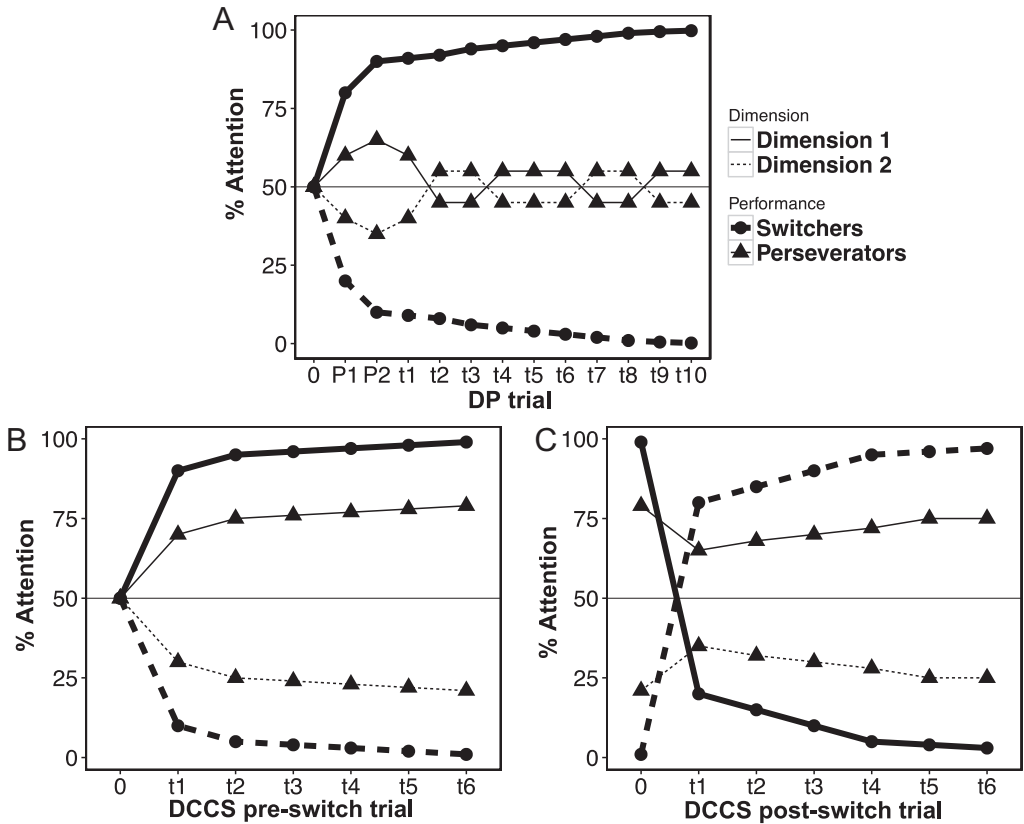 A
100
75
50
25
0
% Attention
0 P1 P2 t1 t2 t3 t4 t5 t6 t7 t8 t9 t10
DP trial
Dimension
Dimension 1
Dimension 2
Performance
Switchers
Perseverators
B
100
75
50
25
0
% Attention
0 t1 t2 t3 t4 t5 t6
DCCS pre-switch trial
C
100
75
50
25
0
% Attention
0 t1 t2 t3 t4 t5 t6
DCCS post-switch trial